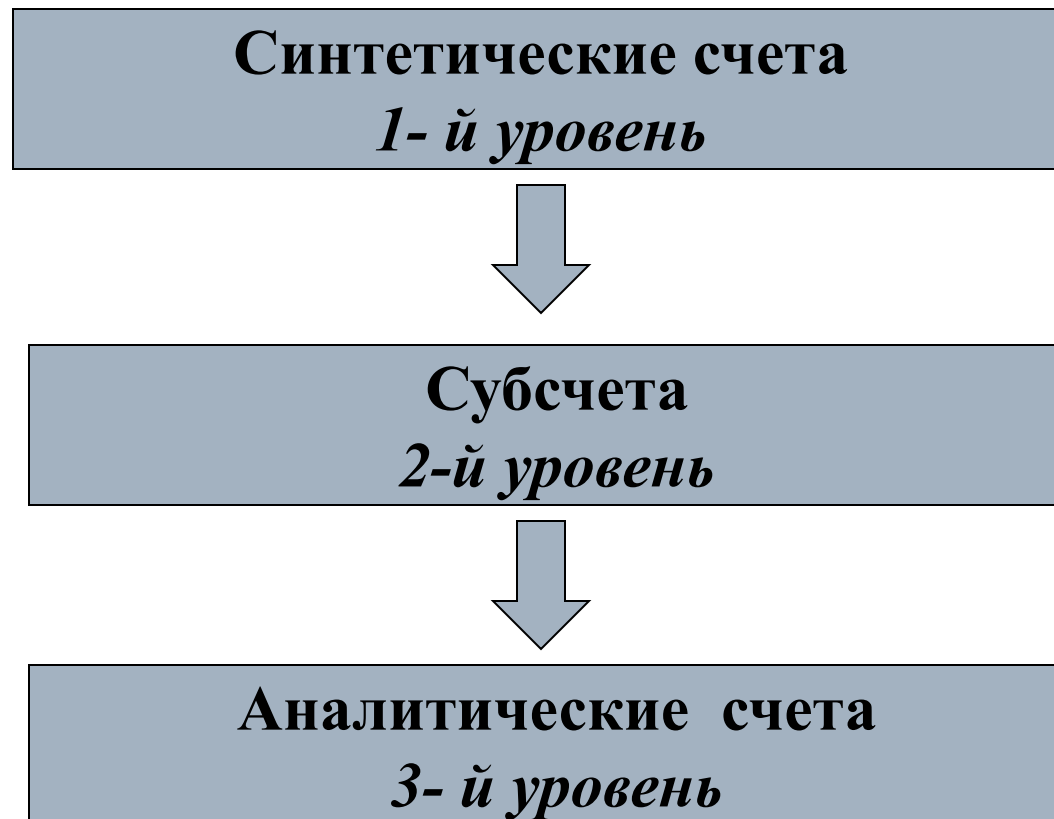 Синтетические счета
1- й уровень
Субсчета
2-й уровень
Аналитические  счета
3- й уровень